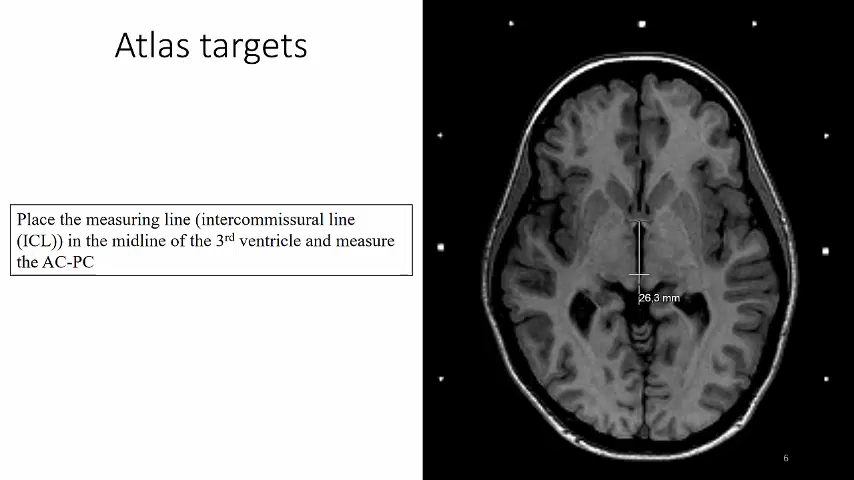 Atlas targets
Place the measuring line (intercommissural line
(ICL)) in the midline of the 3rd ventricle and measure
the AC-PC
26,3 mm
6